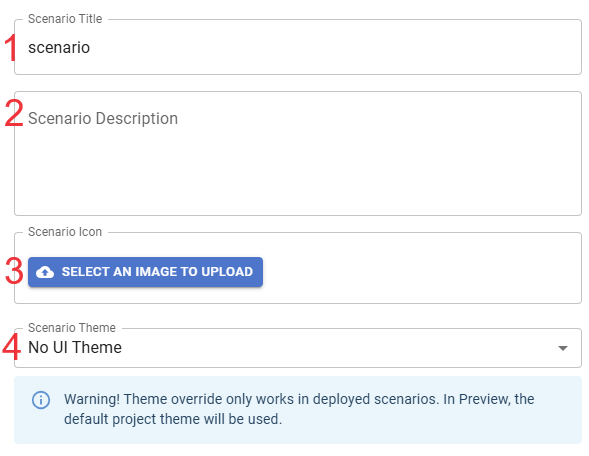 Scenario Title
1 scenario
2 Scenario Description
Scenario Icon
3 SELECT AN IMAGE TO UPLOAD
Scenario Theme
4 No UI Theme
Warning! Theme override only works in deployed scenarios. In Preview, the
default project theme will be used.